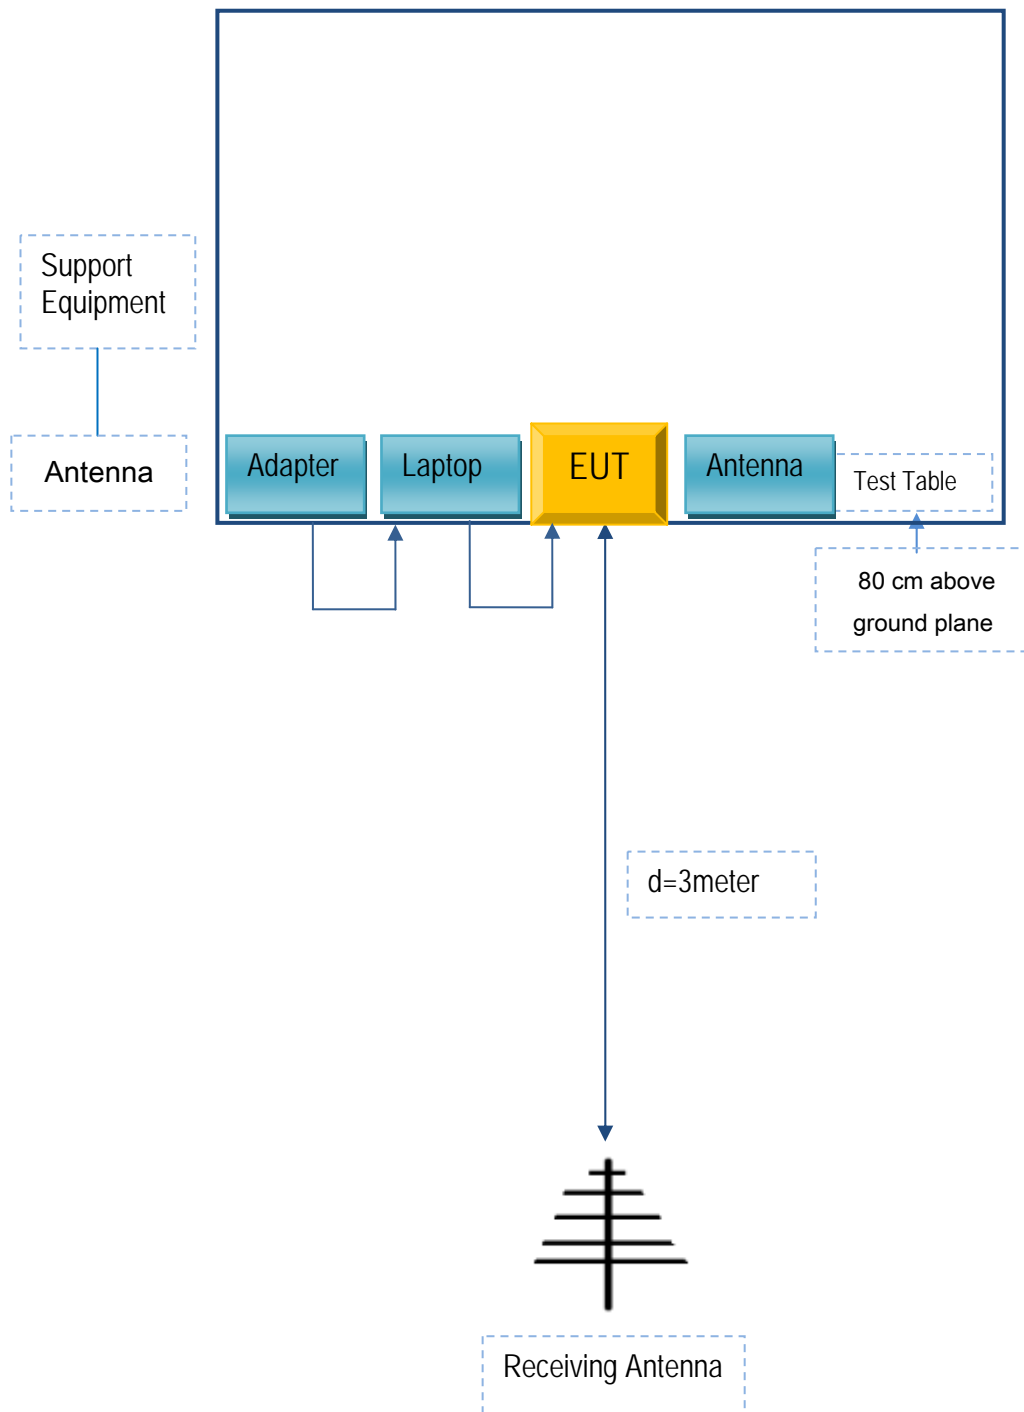 Support
Equipment
Antenna
Adapter
Laptop
EUT
Antenna
Test Table
80 cm above
ground plane
d=3meter
Receiving Antenna